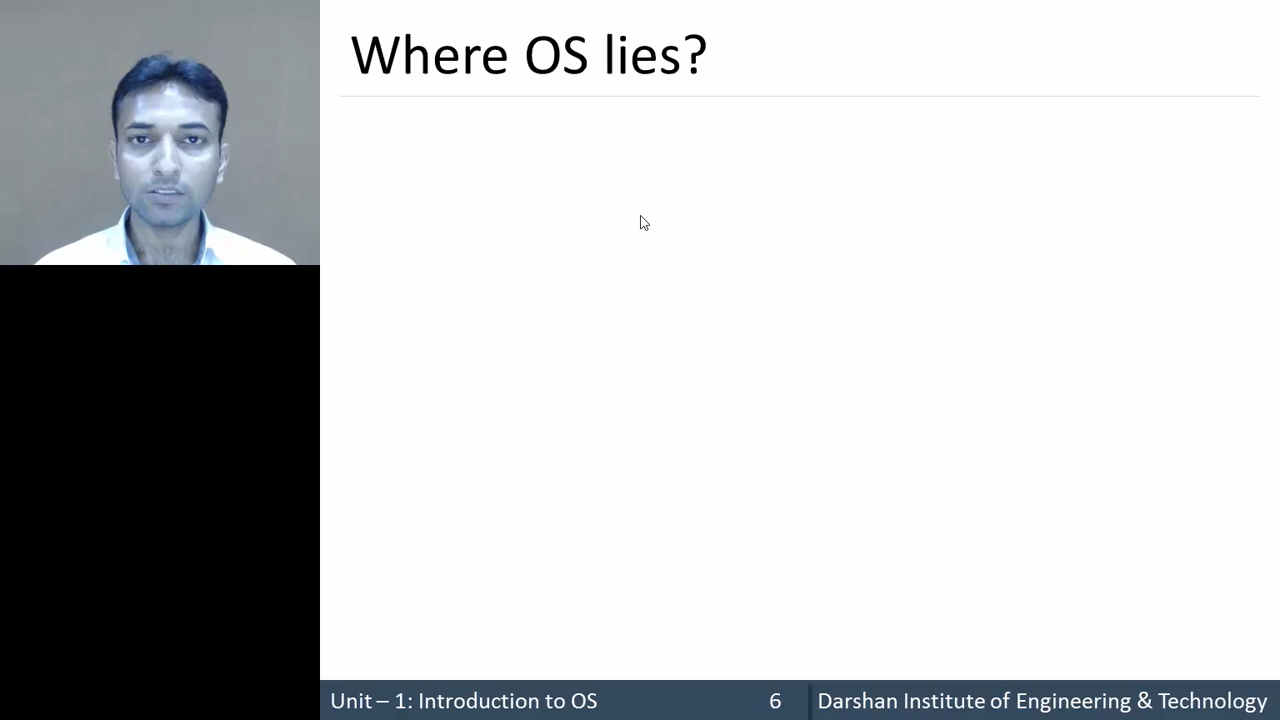 Where OS lies?
Unit – 1: Introduction to OS 6 Darshan Institute of Engineering & Technology